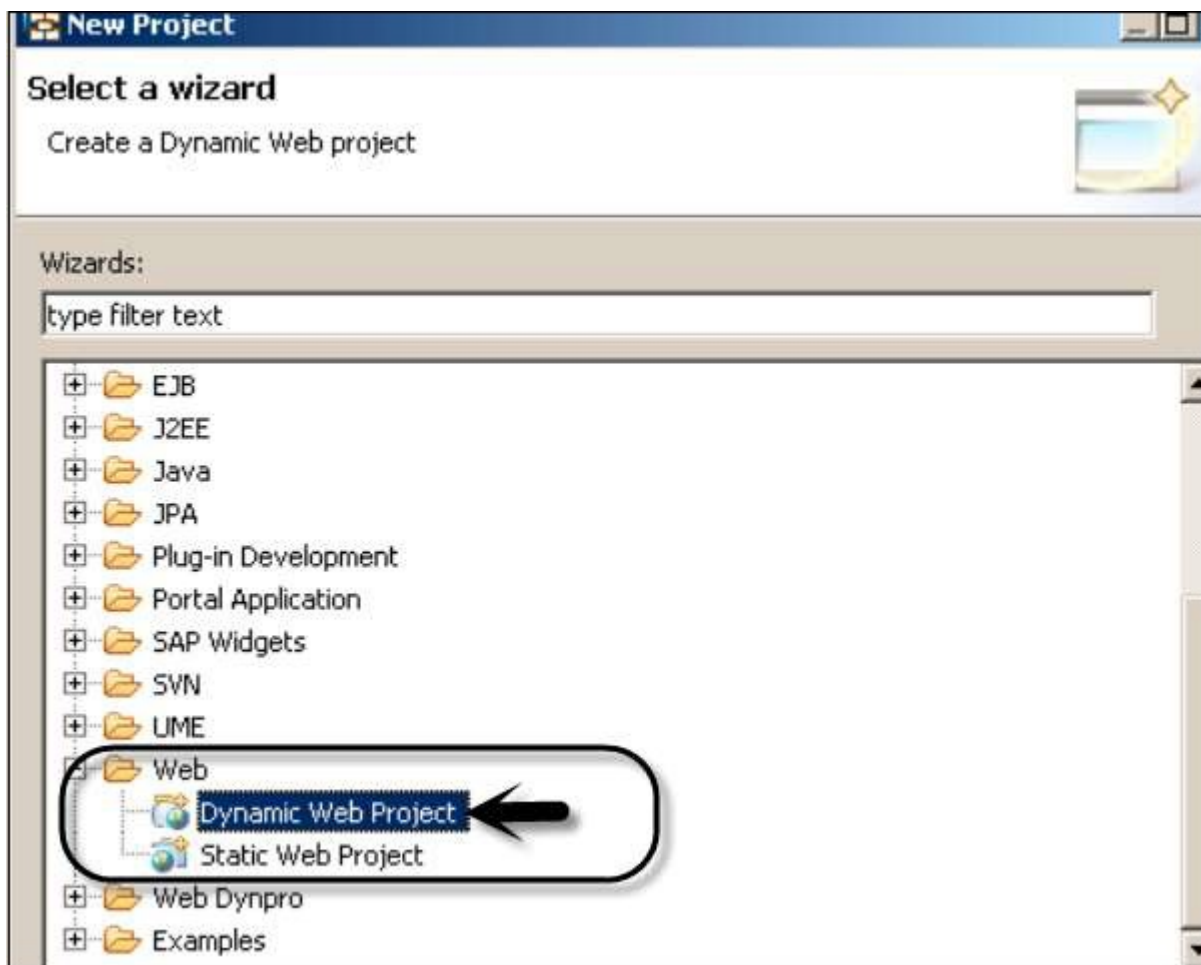 New Project
Select a wizard
Create a Dynamic Web project
Wizards:
type filter text
EJB
J2EE
Java
JPA
Plug-in Development
Portal Application
SAP Widgets
SVN
UME
Web
Dynamic Web Project
Static Web Project
Web Dynpro
Examples